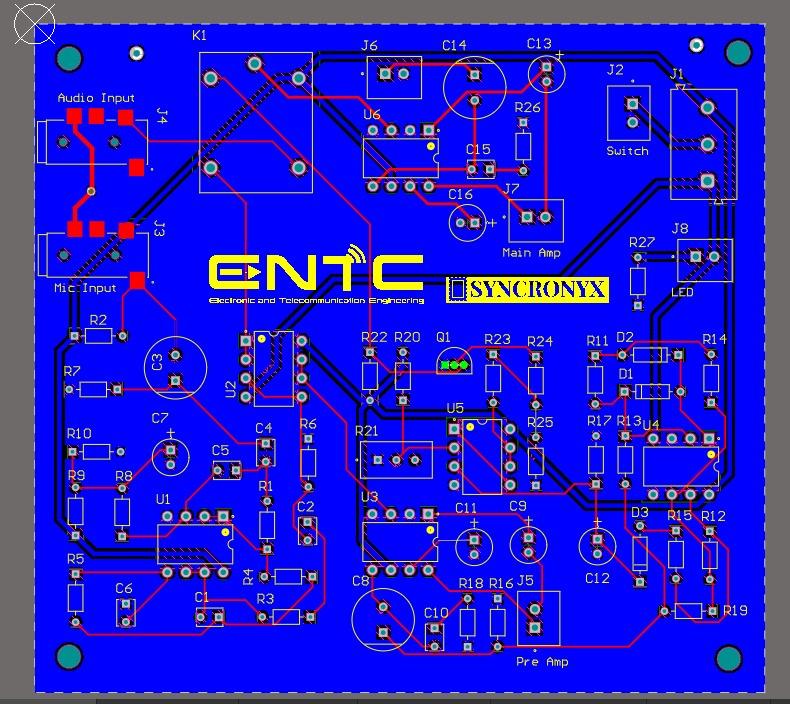 K1
J6
C14
C13
J2
J1
Audio Input
J4
U6
R26
Switch
C15
C16
J7
J3
Main Amp
J8
R27
Mic Input
LED
ENTC
Electronic and Telecommunication Engineering
SYNCRONYX
R2
C3
U2
R22
R20
Q1
R23
R24
R11
D2
R14
R7
D1
C7
C4
R6
R21
U5
R25
R17
R13
U4
R10
C5
R9
R8
R1
U1
C2
U3
C11
C9
D3
R15
R12
C12
R5
R4
C6
C1
R3
C8
C10
R18
R16
J5
R19
Pre Amp